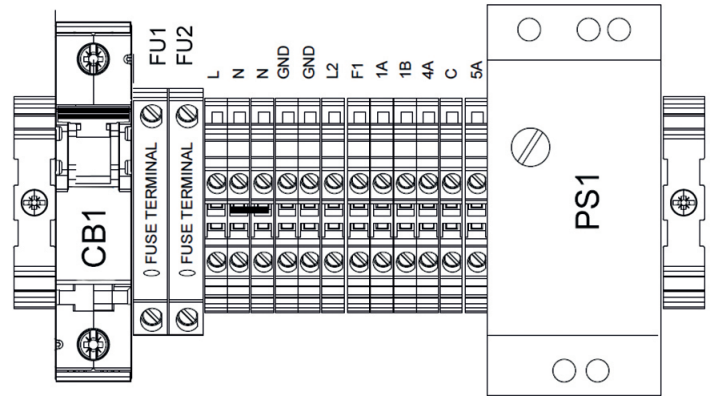 FU1
FU2
L
N
N
GND
GND
L2
F1
1A
1B
4A
C
5A
CB1
FUSE TERMINAL
FUSE TERMINAL
PS1